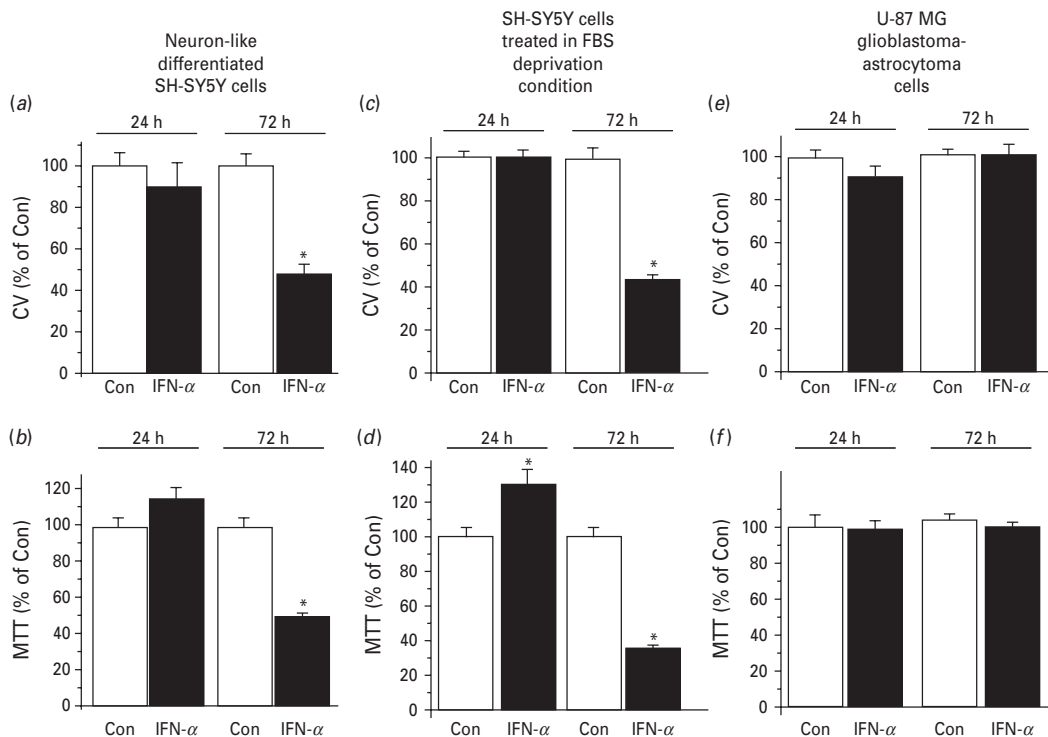 Neuron-like
differentiated
SH-SY5Y cells
SH-SY5Y cells
treated in FBS
deprivation
condition
U-87 MG
glioblastoma-
astrocytoma
cells
(a)
24 h
72 h
CV (% of Con)
100
80
60
40
20
0
*
Con
IFN-α
Con
IFN-α
(c)
24 h
72 h
CV (% of Con)
100
80
60
40
20
0
*
Con
IFN-α
Con
IFN-α
(e)
24 h
72 h
CV (% of Con)
100
80
60
40
100
0
Con
IFN-α
Con
IFN-α
(b)
24 h
72 h
MTT (% of Con)
120
100
80
60
40
20
0
*
Con
IFN-α
Con
IFN-α
(d)
24 h
72 h
MTT (% of Con)
140
120
100
80
60
40
20
0
*
*
Con
IFN-α
Con
IFN-α
(f)
24 h
72 h
MTT (% of Con)
100
80
60
40
100
0
Con
IFN-α
Con
IFN-α